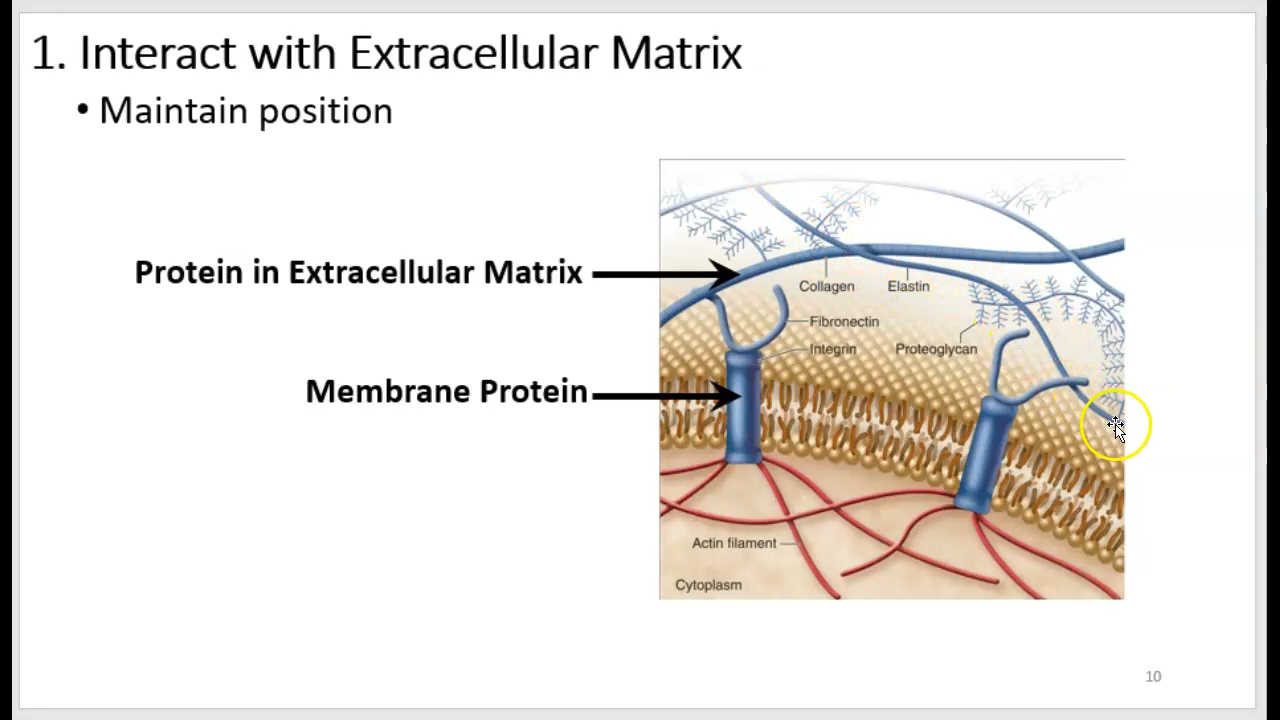 1. Interact with Extracellular Matrix
• Maintain position
Protein in Extracellular Matrix
Collagen
Elastin
Fibronectin
Integrin
Proteoglycan
Membrane Protein
Actin filament
Cytoplasm
10